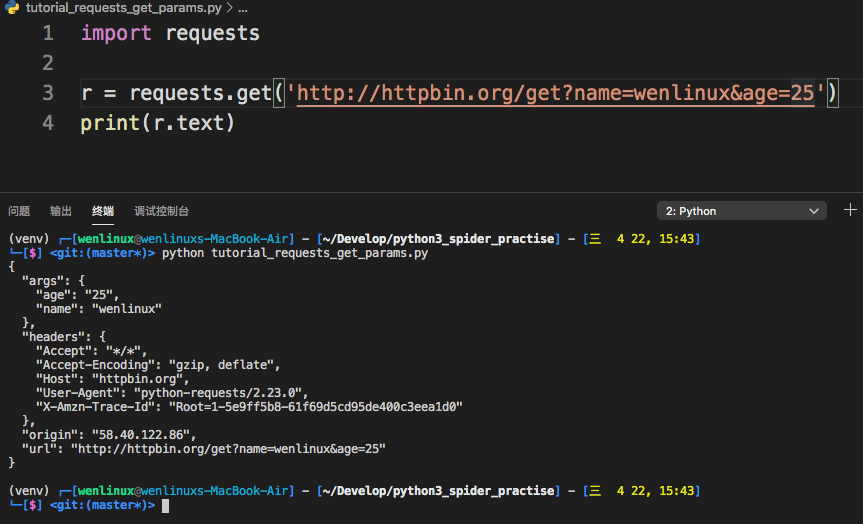 tutorial_requests_get_params.py > ...
1 import requests
2
3 r = requests.get('http://httpbin.org/get?name=wenlinux&age=25')
4 print(r.text)
问题 输出 终端 调试控制台 2: Python
(venv) ┌─[wenlinux@wenlinuxs-MacBook-Air] - [~/Develop/python3_spider_practise] - [三 4 22, 15:43]
└─[$] <git:(master*)> python tutorial_requests_get_params.py
{
  "args": {
    "age": "25",
    "name": "wenlinux"
  },
  "headers": {
    "Accept": "*/*",
    "Accept-Encoding": "gzip, deflate",
    "Host": "httpbin.org",
    "User-Agent": "python-requests/2.23.0",
    "X-Amzn-Trace-Id": "Root=1-5e9ff5b8-61f69d5cd95de400c3eea1d0"
  },
  "origin": "58.40.122.86",
  "url": "http://httpbin.org/get?name=wenlinux&age=25"
}
(venv) ┌─[wenlinux@wenlinuxs-MacBook-Air] - [~/Develop/python3_spider_practise] - [三 4 22, 15:43]
└─[$] <git:(master*)>